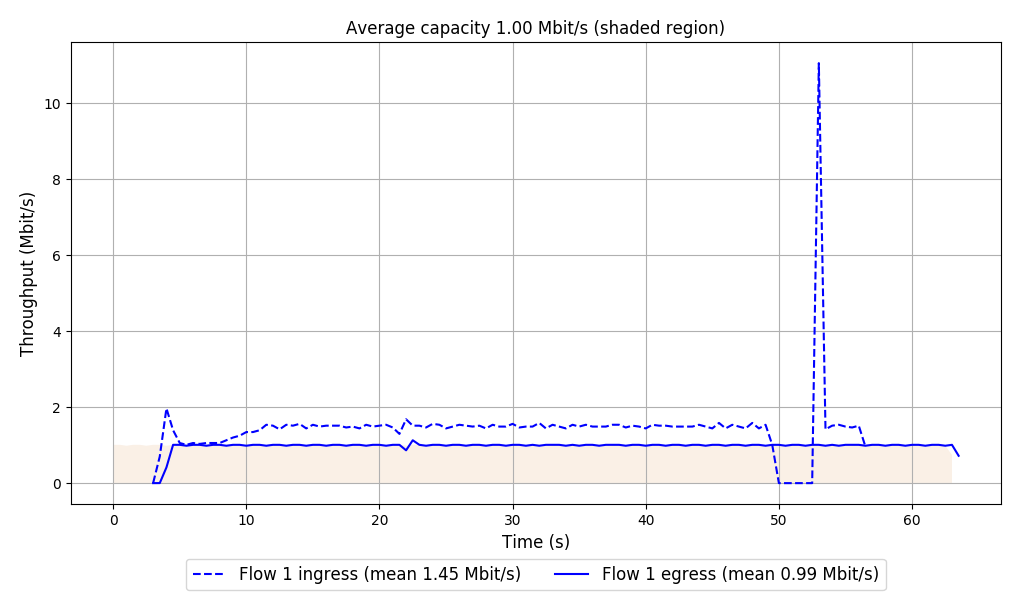 Average capacity 1.00 Mbit/s (shaded region)
10
8
6
4
2
0
Throughput (Mbit/s)
0 10 20 30 40 50 60
Time (s)
Flow 1 ingress (mean 1.45 Mbit/s) Flow 1 egress (mean 0.99 Mbit/s)